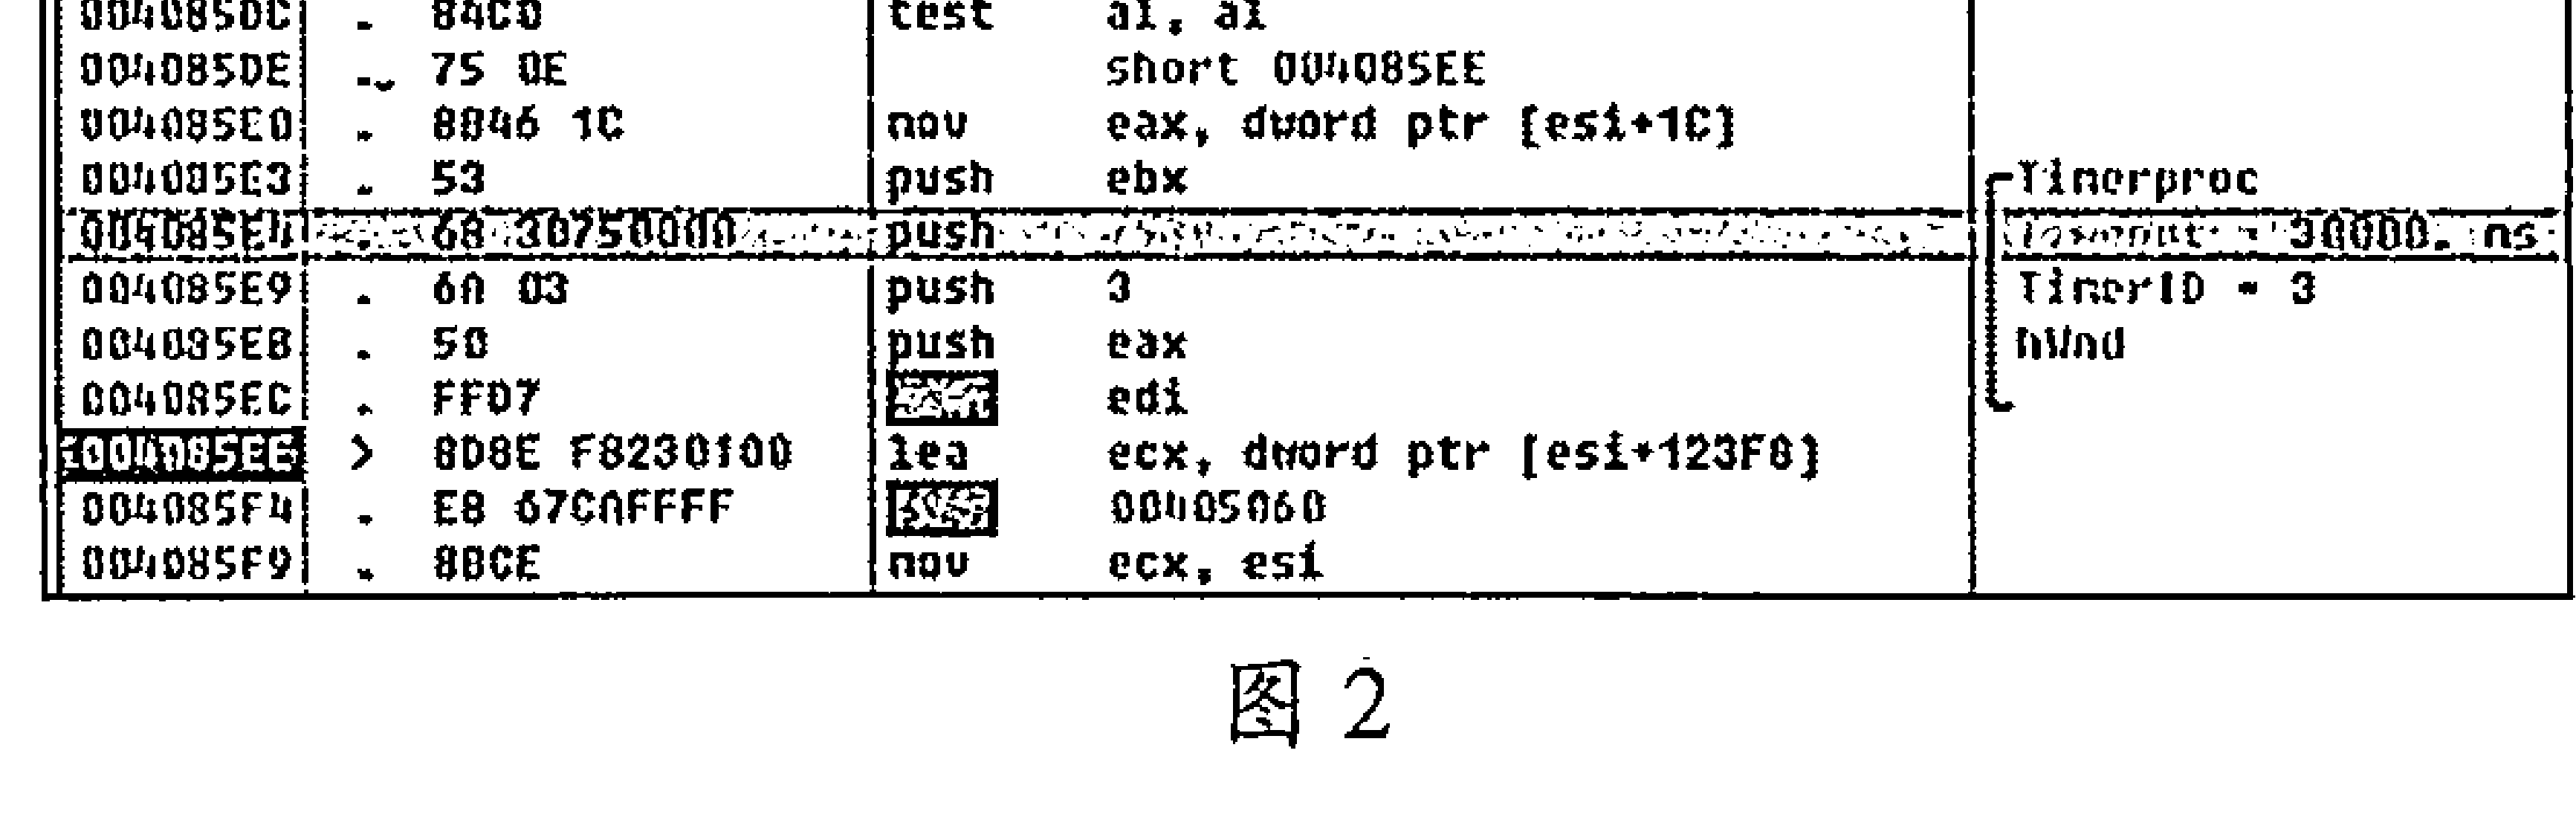 004085DC . 84C0 test al, al
004085DE . 75 0E short 004085EE
004085E0 . 8B46 1C mov eax, dword ptr [esi+1C]
004085E3 . 53 push ebx Timerproc
004085E4 . 68 30750000 push 30000. ms
004085E9 . 6A 03 push 3 TimerID = 3
004085EB . 50 push eax hWnd
004085EC . FFD7 edi
004085EE > 8D8E F8230100 lea ecx, dword ptr [esi+123F8]
004085F4 . E8 67CAFFFF 00405060
004085F9 . 8BCE mov ecx, esi
图 2